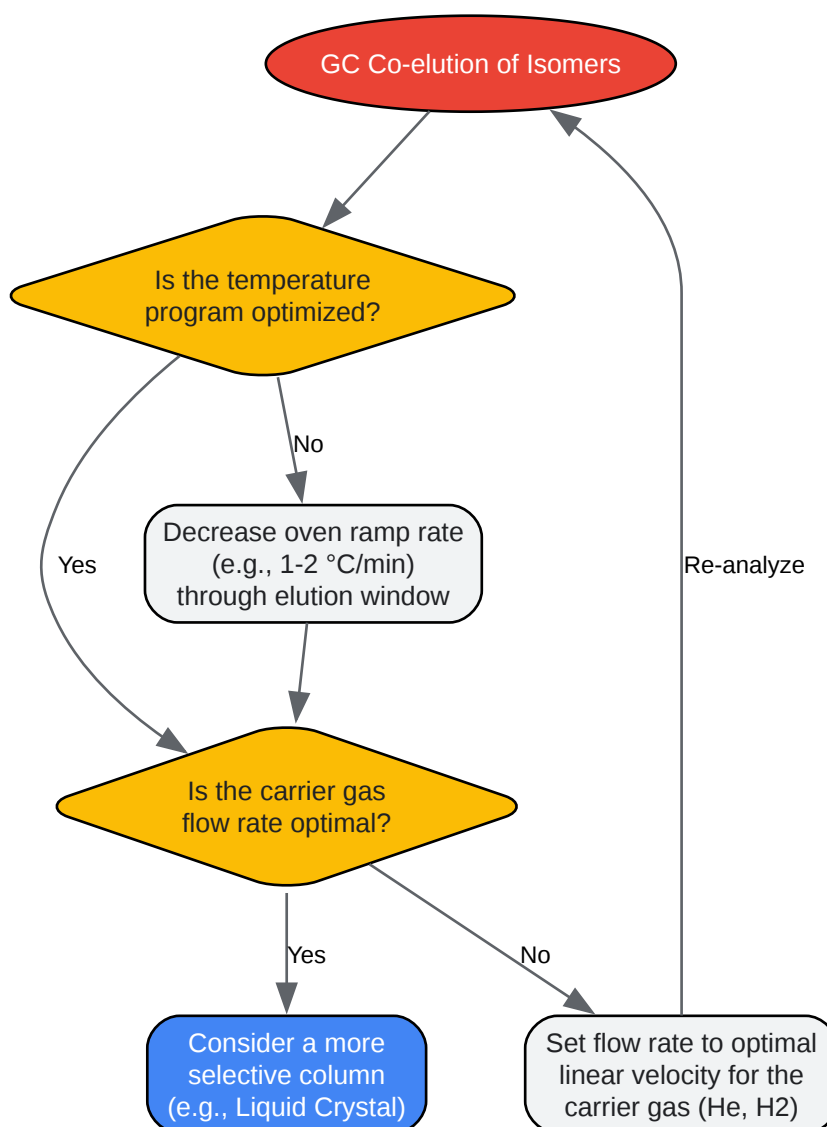 GC Co-elution of Isomers
Is the temperature
program optimized?
No
Decrease oven ramp rate
(e.g., 1-2 °C/min)
through elution window
Yes
Re-analyze
Is the carrier gas
flow rate optimal?
Yes
No
Consider a more
selective column
(e.g., Liquid Crystal)
Set flow rate to optimal
linear velocity for the
carrier gas (He, H2)